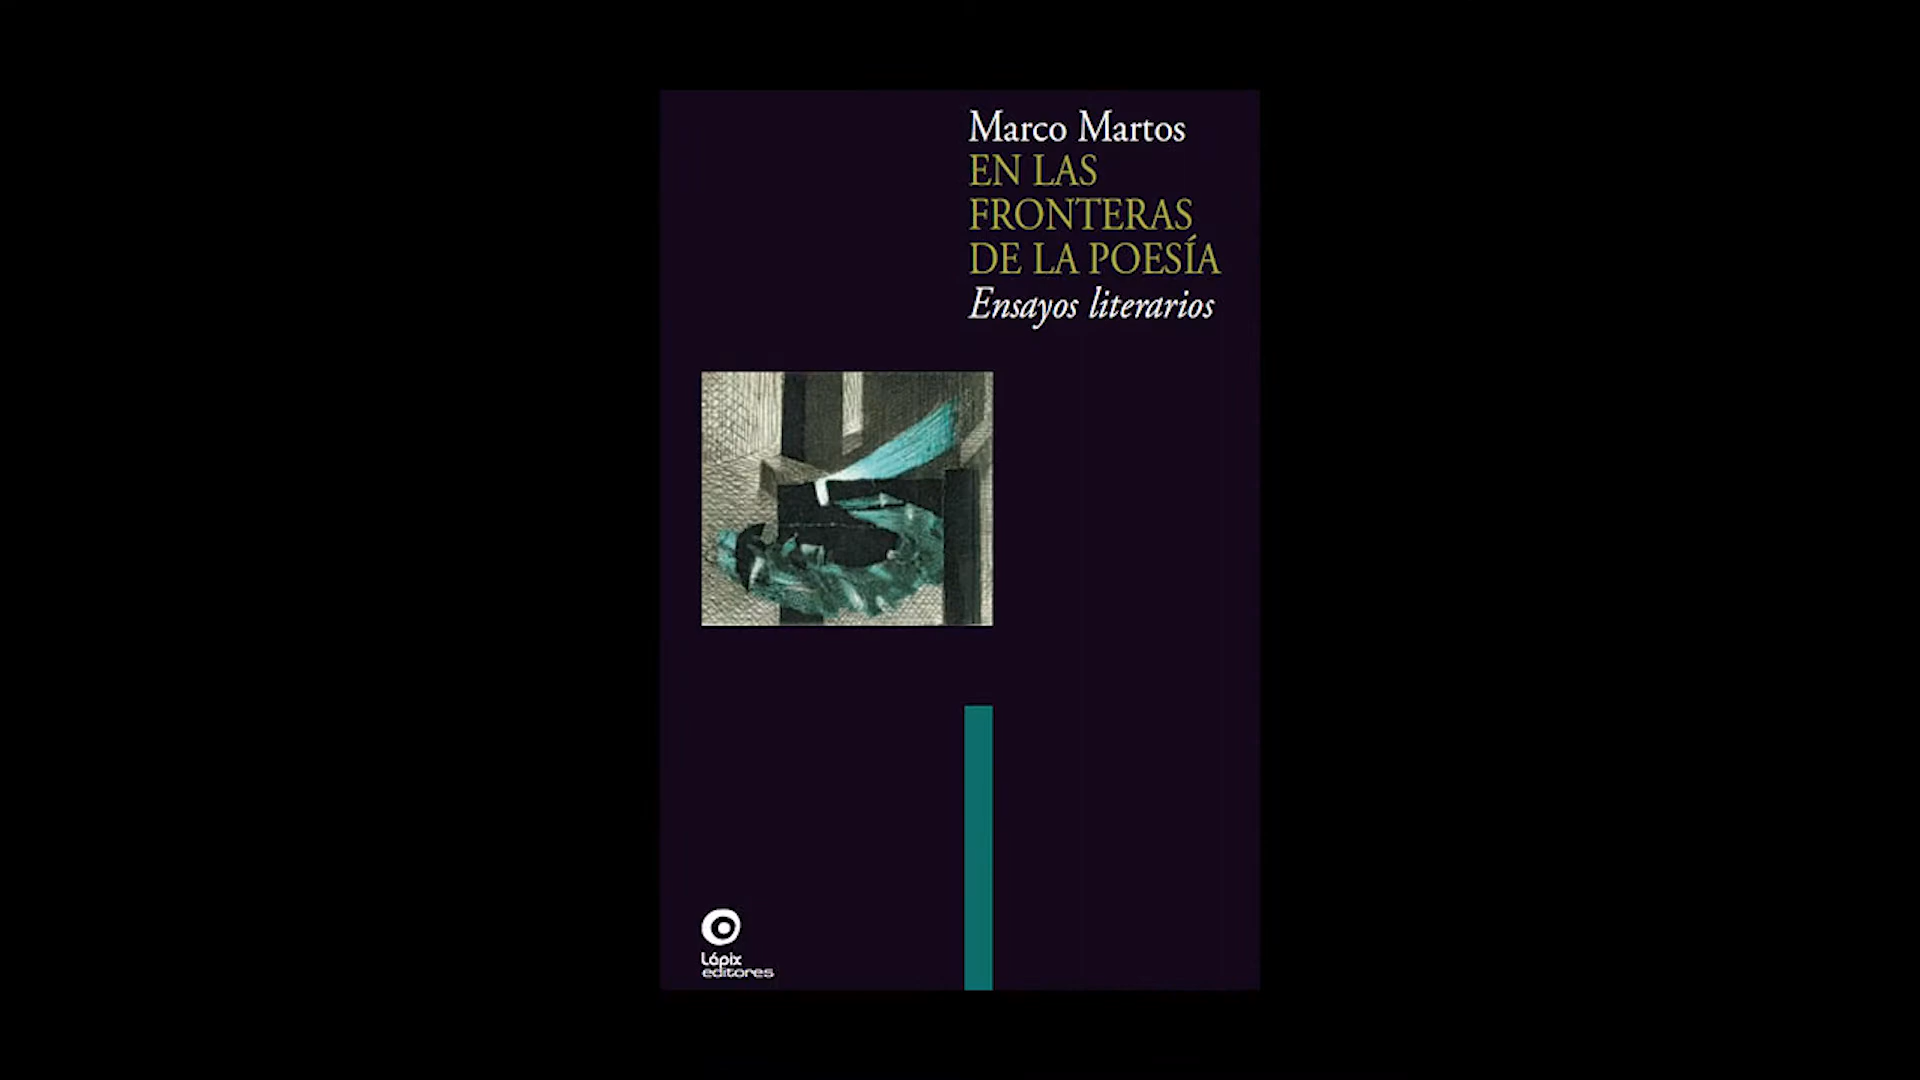 Marco Martos
EN LAS
FRONTERAS
DE LA POESÍA
Ensayos literarios
Lápix
editores